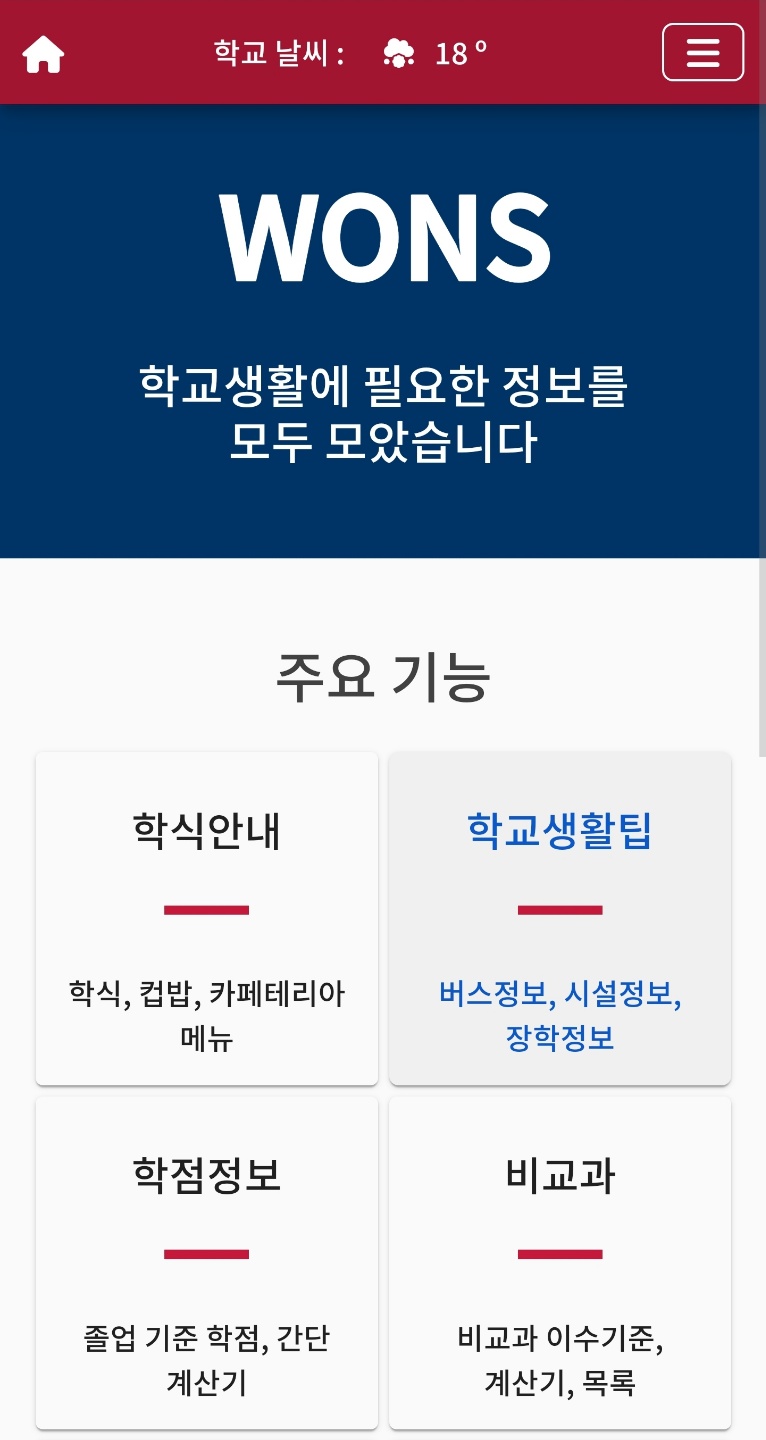 학교 날씨 : 18 º
WONS
학교생활에 필요한 정보를
모두 모았습니다
주요 기능
학식안내
학식, 컵밥, 카페테리아
메뉴
학교생활팁
버스정보, 시설정보,
장학정보
학점정보
졸업 기준 학점, 간단
계산기
비교과
비교과 이수기준,
계산기, 목록